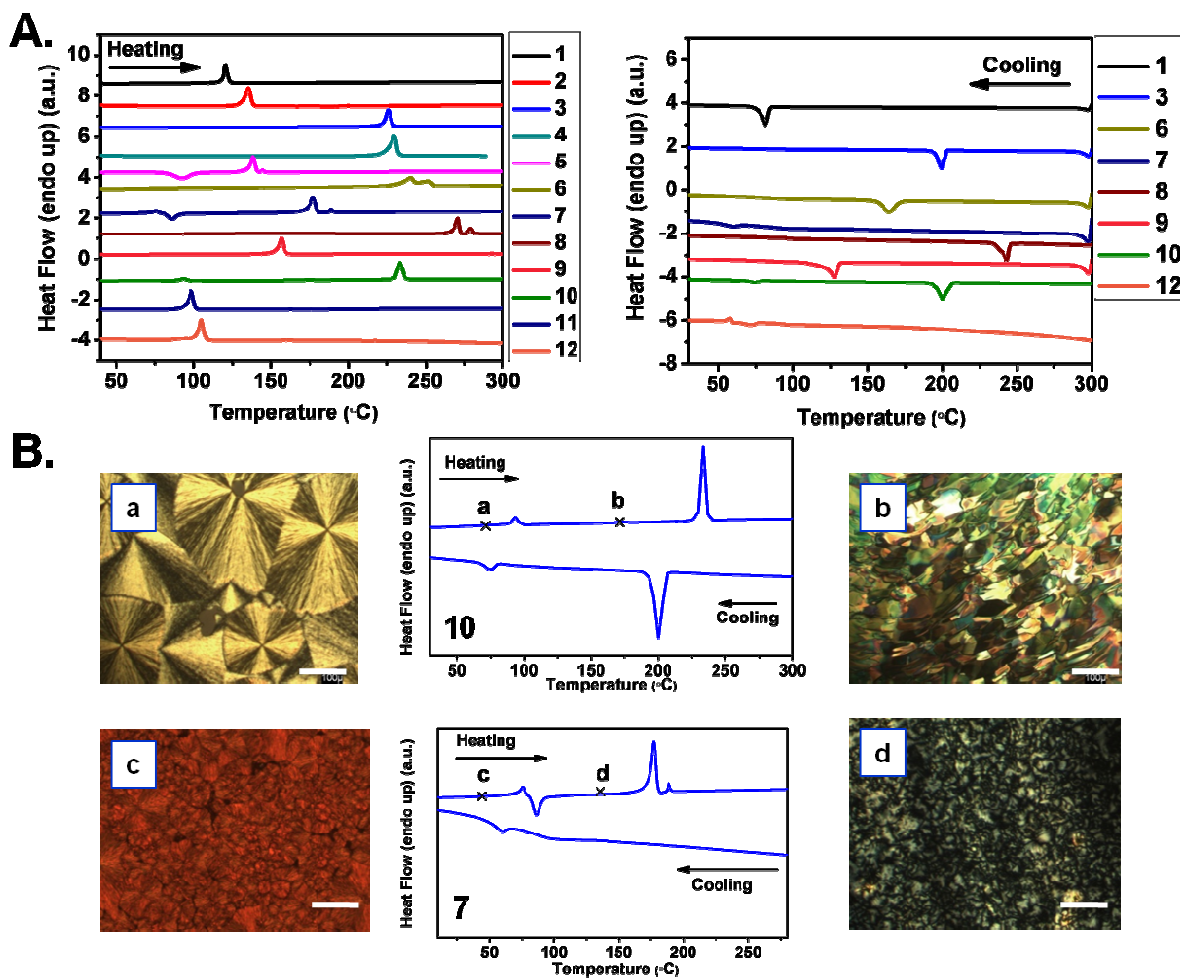 A.
Heating
Heat Flow (endo up) (a.u.)
10
8
6
4
2
0
-2
-4
50
100
150
200
250
300
Temperature (◦C)
1
2
3
4
5
6
7
8
9
10
11
12
Cooling
Heat Flow (endo up) (a.u.)
6
4
2
0
-2
-4
-6
-8
50
100
150
200
250
300
Temperature (°C)
1
3
6
7
8
9
10
12
B.
a
100µ
Heating
a
b
Cooling
10
Heat Flow (endo up) (a.u.)
50
100
150
200
250
300
Temperature (°C)
b
100µ
c
Heating
c
d
Cooling
7
Heat Flow (endo up) (a.u.)
50
100
150
200
250
Temperature (°C)
d